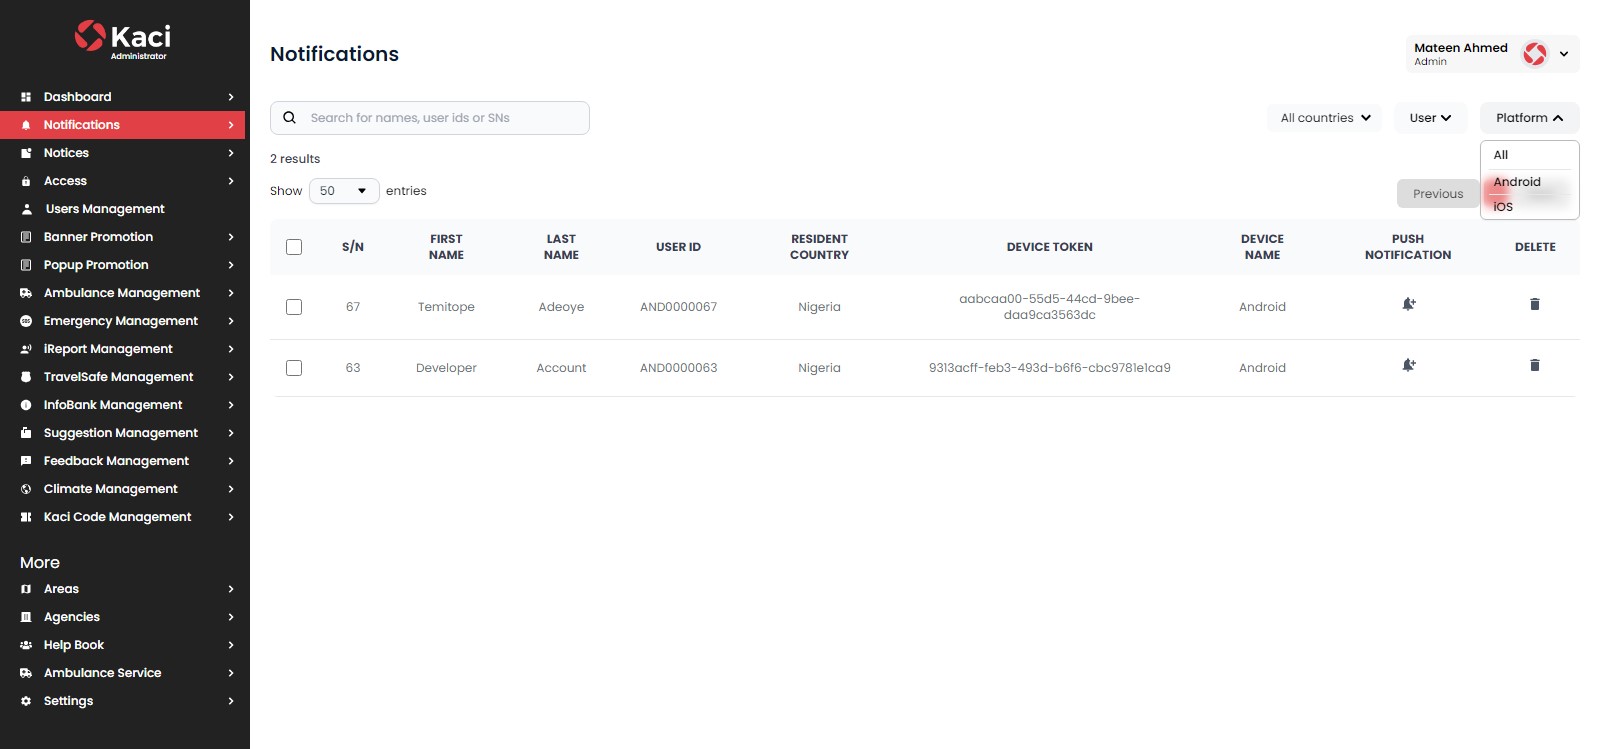 Kaci
Administrator
Dashboard
Notifications
Notices
Access
Users Management
Banner Promotion
Popup Promotion
Ambulance Management
Emergency Management
iReport Management
TravelSafe Management
InfoBank Management
Suggestion Management
Feedback Management
Climate Management
Kaci Code Management
More
Areas
Agencies
Help Book
Ambulance Service
Settings
Notifications
Mateen Ahmed
Admin
Search for names, user ids or SNs
All countries
User
Platform
All
Android
iOS
2 results
Show 50 entries
Previous
S/N FIRST NAME LAST NAME USER ID RESIDENT COUNTRY DEVICE TOKEN DEVICE NAME PUSH NOTIFICATION DELETE
67 Temitope Adeoye AND0000067 Nigeria aabcaa00-55d5-44cd-9bee-daa9ca3563dc Android
63 Developer Account AND0000063 Nigeria 9313acff-feb3-493d-b6f6-cbc9781e1ca9 Android